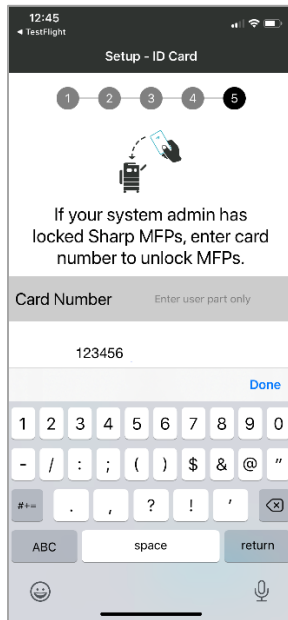 12:45
◀ TestFlight
Setup - ID Card
1 2 3 4 5
If your system admin has
locked Sharp MFPs, enter card
number to unlock MFPs.
Card Number Enter user part only
123456
Done
1 2 3 4 5 6 7 8 9 0
- / : ; ( ) $ & @ "
#+= . , ? ! '
ABC space return